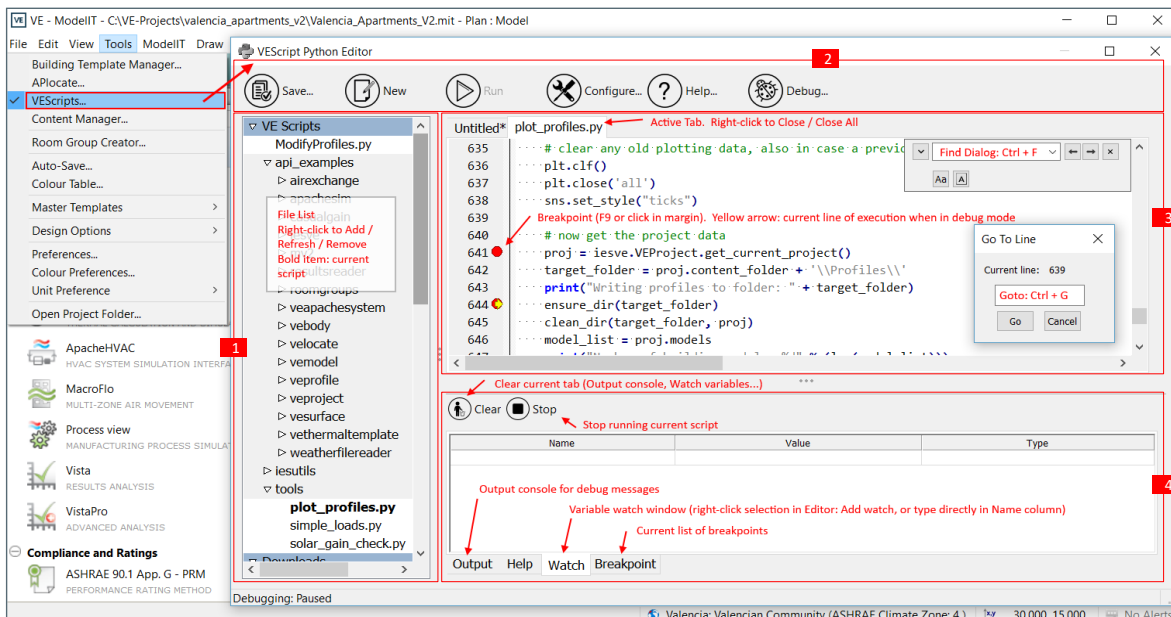 VE - ModelIT - C:\VE-Projects\valencia_apartments_v2\Valencia_Apartments_V2.mit - Plan : Model
File Edit View Tools ModelIT Draw
Building Template Manager...
APlocate...
VEScripts...
Content Manager...
Room Group Creator...
Auto-Save...
Colour Table...
Master Templates
Design Options
Preferences...
Colour Preferences...
Unit Preference
Open Project Folder...
ApacheHVAC
HVAC SYSTEM SIMULATION INTERFA
MacroFlo
MULTI-ZONE AIR MOVEMENT
Process view
MANUFACTURING PROCESS SIMULA
Vista
RESULTS ANALYSIS
VistaPro
ADVANCED ANALYSIS
Compliance and Ratings
ASHRAE 90.1 App. G - PRM
PERFORMANCE RATING METHOD
VEScript Python Editor
2
Save... New Run Configure... Help... Debug...
1
VE Scripts
ModifyProfiles.py
api_examples
airexchange
apachesim
File List
Right-click to Add /
Refresh / Remove
Bold Item: current
script
roomgroups
veapachesystem
vebody
velocate
vemodel
veprofile
veproject
vesurface
vethermaltemplate
weatherfilereader
iesutils
tools
plot_profiles.py
simple_loads.py
solar_gain_check.py
Downloads
Untitled* plot_profiles.py
Active Tab. Right-click to Close / Close All
3
635 # clear any old plotting data, also in case a previo
636 plt.clf()
637 plt.close('all')
638 sns.set_style("ticks")
639
640 # now get the project data
641 proj = iesve.VEProject.get_current_project()
642 target_folder = proj.content_folder + '\\Profiles\\'
643 print("Writing profiles to folder: " + target_folder)
644 ensure_dir(target_folder)
645 clean_dir(target_folder, proj)
646 model_list = proj.models
Breakpoint (F9 or click in margin). Yellow arrow: current line of execution when in debug mode
Find Dialog: Ctrl + F
Aa A
Go To Line
Current line: 639
Goto: Ctrl + G
Go Cancel
Clear current tab (Output console, Watch variables...)
Clear Stop
Stop running current script
Name Value Type
4
Output console for debug messages
Variable watch window (right-click selection in Editor: Add watch, or type directly in Name column)
Current list of breakpoints
Output Help Watch Breakpoint
Debugging: Paused
Valencia: Valencian Community (ASHRAE Climate Zone: 4 ) x,y 30.000, 15.000 No Alerts